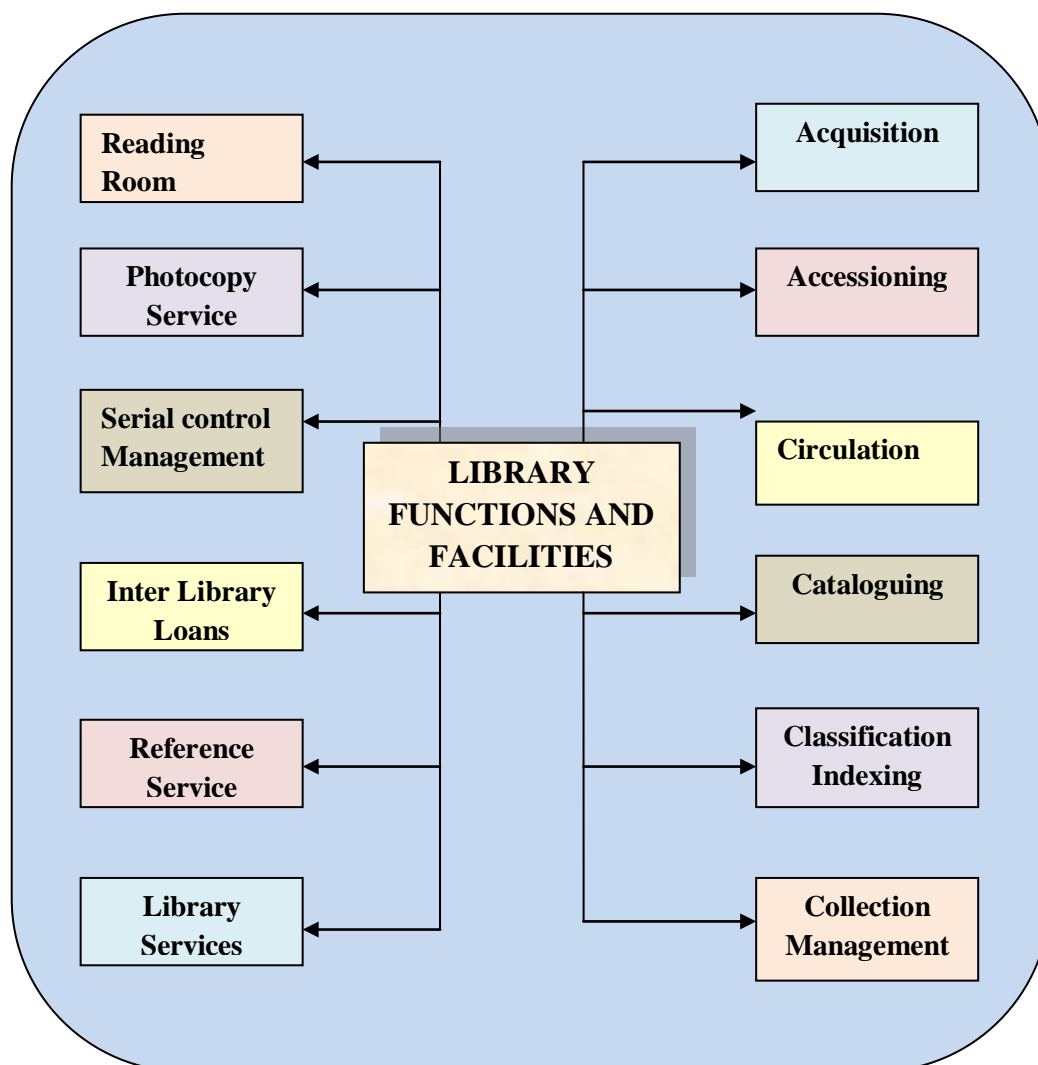 Reading
Room
Photocopy
Service
Serial control
Management
Inter Library
Loans
Reference
Service
Library
Services
LIBRARY
FUNCTIONS AND
FACILITIES
Acquisition
Accessioning
Circulation
Cataloguing
Classification
Indexing
Collection
Management